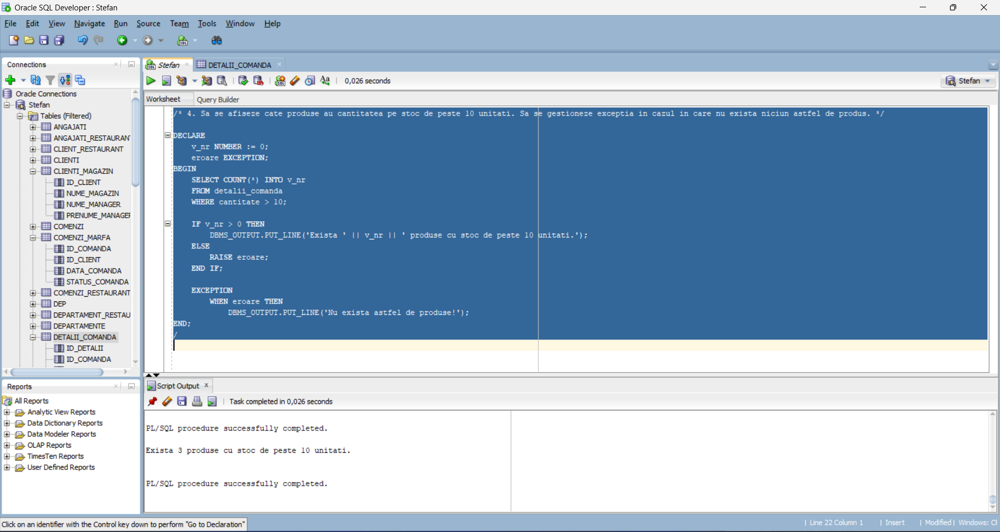 Oracle SQL Developer : Stefan
File Edit View Navigate Run Source Team Tools Window Help
Connections
Oracle Connections
Stefan
Tables (Filtered)
ANGAJATI
ANGAJATI_RESTAURAN
CLIENT_RESTAURANT
CLIENTI
CLIENTI_MAGAZIN
ID_CLIENT
NUME_MAGAZIN
NUME_MANAGER
PRENUME_MANAGER
COMENZI
COMENZI_MARFA
ID_COMANDA
ID_CLIENT
DATA_COMANDA
STATUS_COMANDA
COMENZI_RESTAURANT
DEP
DEPARTAMENT_RESTAU
DEPARTAMENTE
DETALII_COMANDA
ID_DETALII
ID_COMANDA
Reports
All Reports
Analytic View Reports
Data Dictionary Reports
Data Modeler Reports
OLAP Reports
TimesTen Reports
User Defined Reports
Stefan DETALII_COMANDA
0,026 seconds Stefan
Worksheet Query Builder
/* 4. Sa se afiseze cate produse au cantitatea pe stoc de peste 10 unitati. Sa se gestioneze exceptia in cazul in care nu exista niciun astfel de produs. */
DECLARE
v_nr NUMBER := 0;
eroare EXCEPTION;
BEGIN
SELECT COUNT(*) INTO v_nr
FROM detalii_comanda
WHERE cantitate > 10;
IF v_nr > 0 THEN
DBMS_OUTPUT.PUT_LINE('Exista ' || v_nr || ' produse cu stoc de peste 10 unitati.');
ELSE
RAISE eroare;
END IF;
EXCEPTION
WHEN eroare THEN
DBMS_OUTPUT.PUT_LINE('Nu exista astfel de produse!');
END;
/
Script Output
Task completed in 0,026 seconds
PL/SQL procedure successfully completed.
Exista 3 produse cu stoc de peste 10 unitati.
PL/SQL procedure successfully completed.
Click on an identifier with the Control key down to perform "Go to Declaration"
Line 22 Column 1 | Insert | Modified | Windows: CF